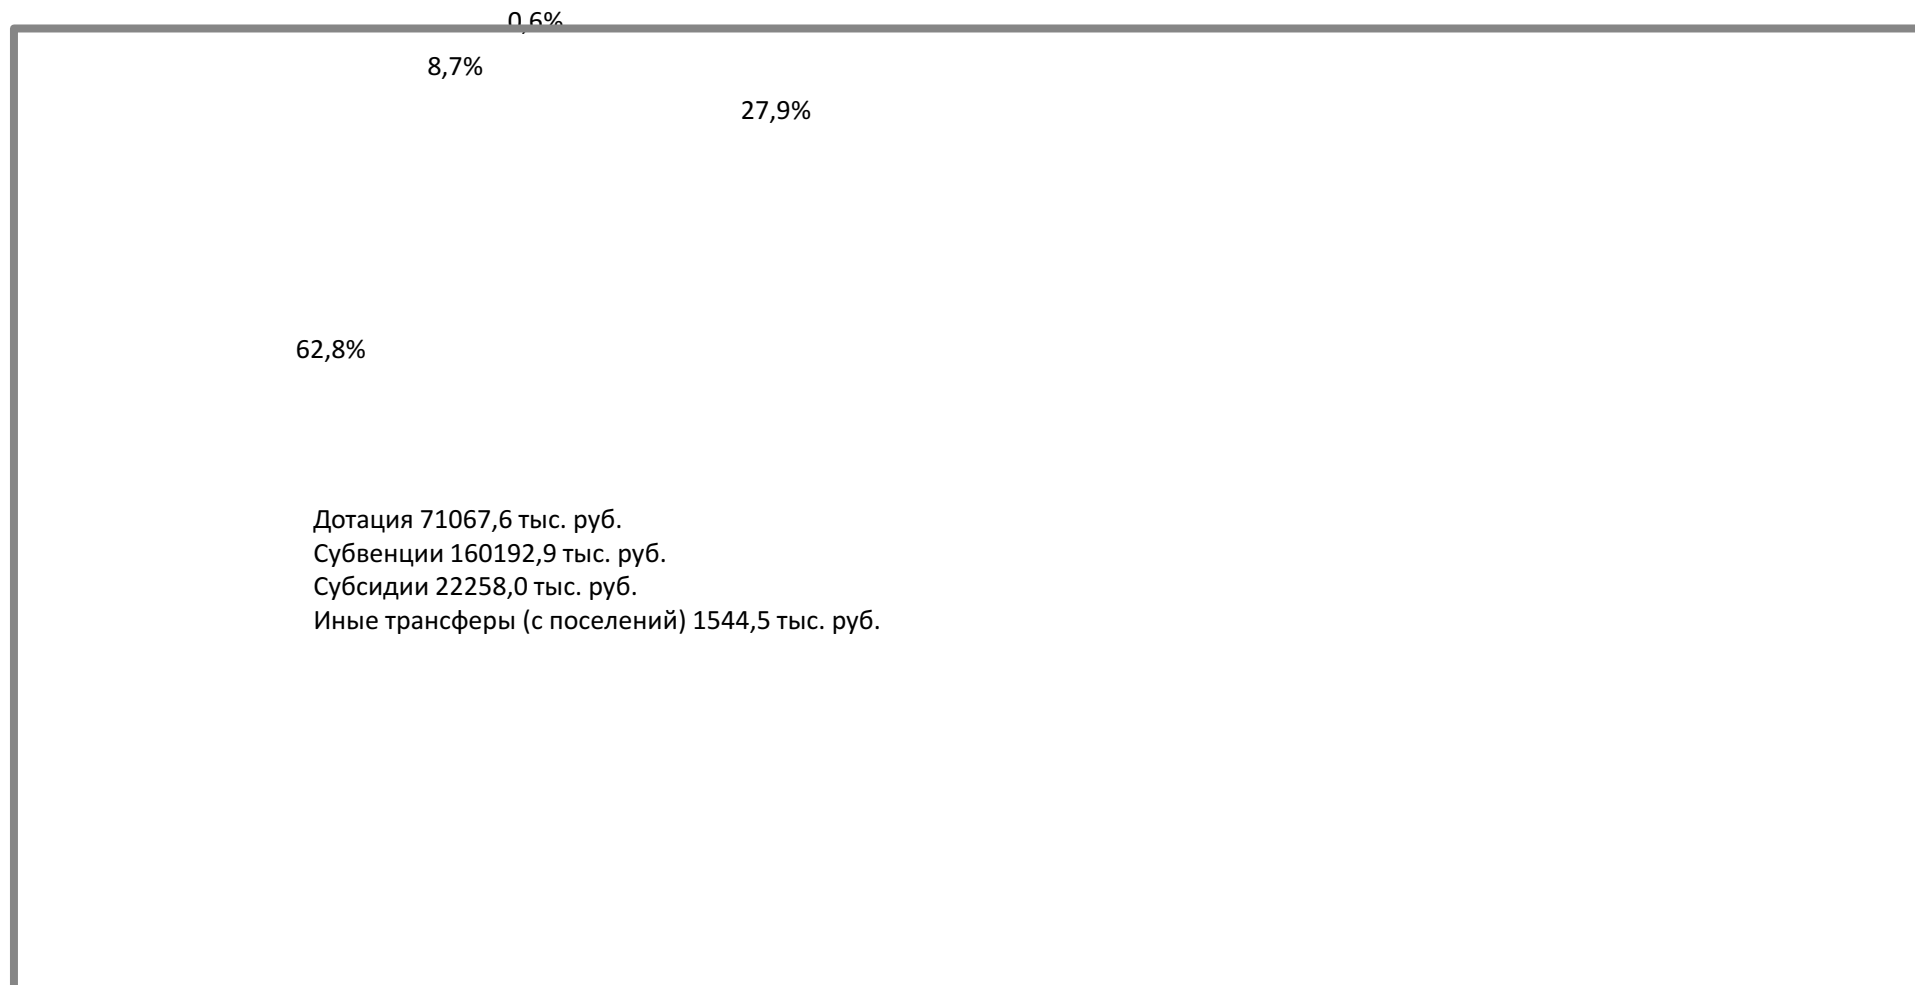 0,6%
8,7%
27,9%
62,8%
Дотация 71067,6 тыс. руб.
Субвенции 160192,9 тыс. руб.
Субсидии 22258,0 тыс. руб.
Иные трансферы (с поселений) 1544,5 тыс. руб.